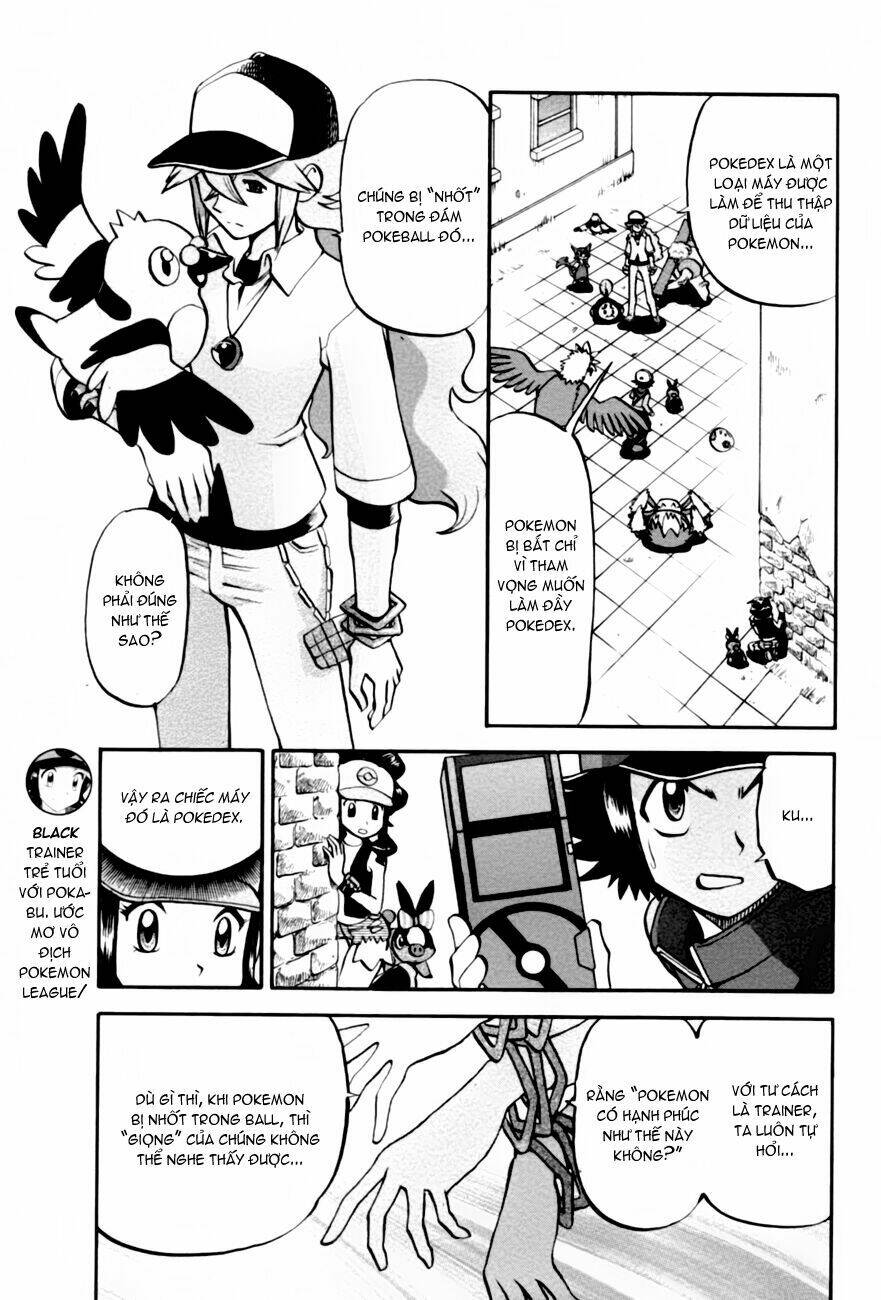 POKEDEX LÀ MỘT
LOẠI MÁY ĐƯỢC
LÀM ĐỂ THU THẬP
DỮ LIỆU CỦA
POKEMON...
POKEMON
BỊ BẮT CHỈ
VÌ THAM
VỌNG MUỐN
LÀM ĐẦY
POKEDEX.
CHÚNG BỊ "NHỐT"
TRONG ĐÁM
POKEBALL ĐÓ...
KHÔNG
PHẢI ĐÚNG
NHƯ THẾ
SAO?
KU...
VẬY RA CHIẾC MÁY
ĐÓ LÀ POKEDEX.
BLACK
TRAINER
TRẺ TUỔI
VỚI POKA-
BU. ƯỚC
MƠ VÔ
ĐỊCH
POKEMON
LEAGUE/
VỚI TƯ CÁCH
LÀ TRAINER,
TA LUÔN TỰ
HỎI...
RẰNG "POKEMON
CÓ HẠNH PHÚC
NHƯ THẾ NÀY
KHÔNG?"
DÙ GÌ THÌ, KHI POKEMON
BỊ NHỐT TRONG BALL, THÌ
"GIỌNG" CỦA CHÚNG KHÔNG
THỂ NGHE THẤY ĐƯỢC...